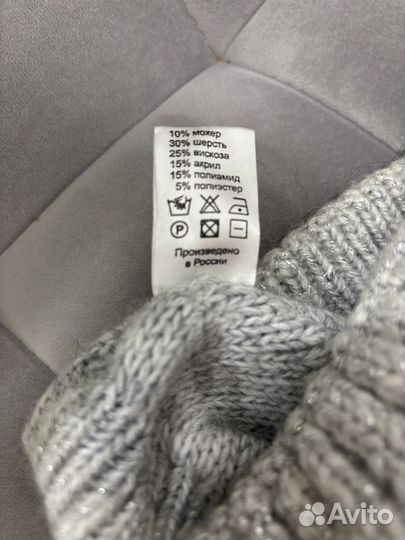 10% мохер
30% шерсть
25% вискоза
15% акрил
15% полиамид
5% полиэстер
P
Произведено
в России
Avito